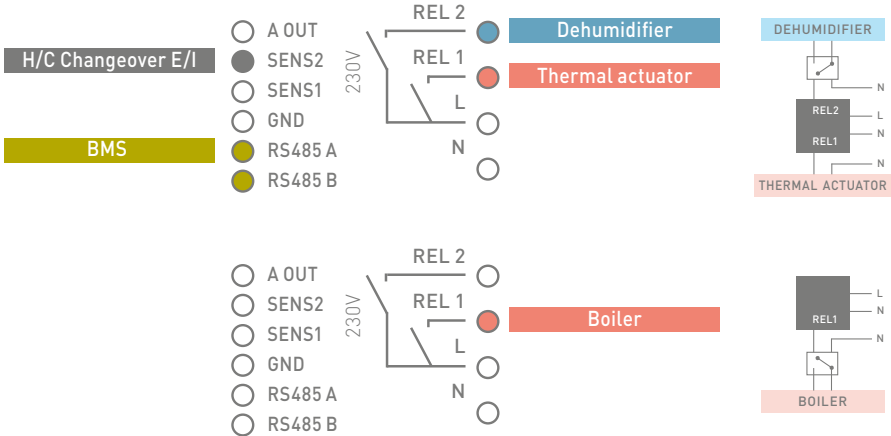 H/C Changeover E/I
BMS
A OUT
SENS2
SENS1
GND
RS485 A
RS485 B
230V
REL 2
REL 1
L
N
Dehumidifier
Thermal actuator
DEHUMIDIFIER
N
REL2
L
REL1
N
N
THERMAL ACTUATOR
A OUT
SENS2
SENS1
GND
RS485 A
RS485 B
230V
REL 2
REL 1
L
N
Boiler
L
N
REL1
N
BOILER